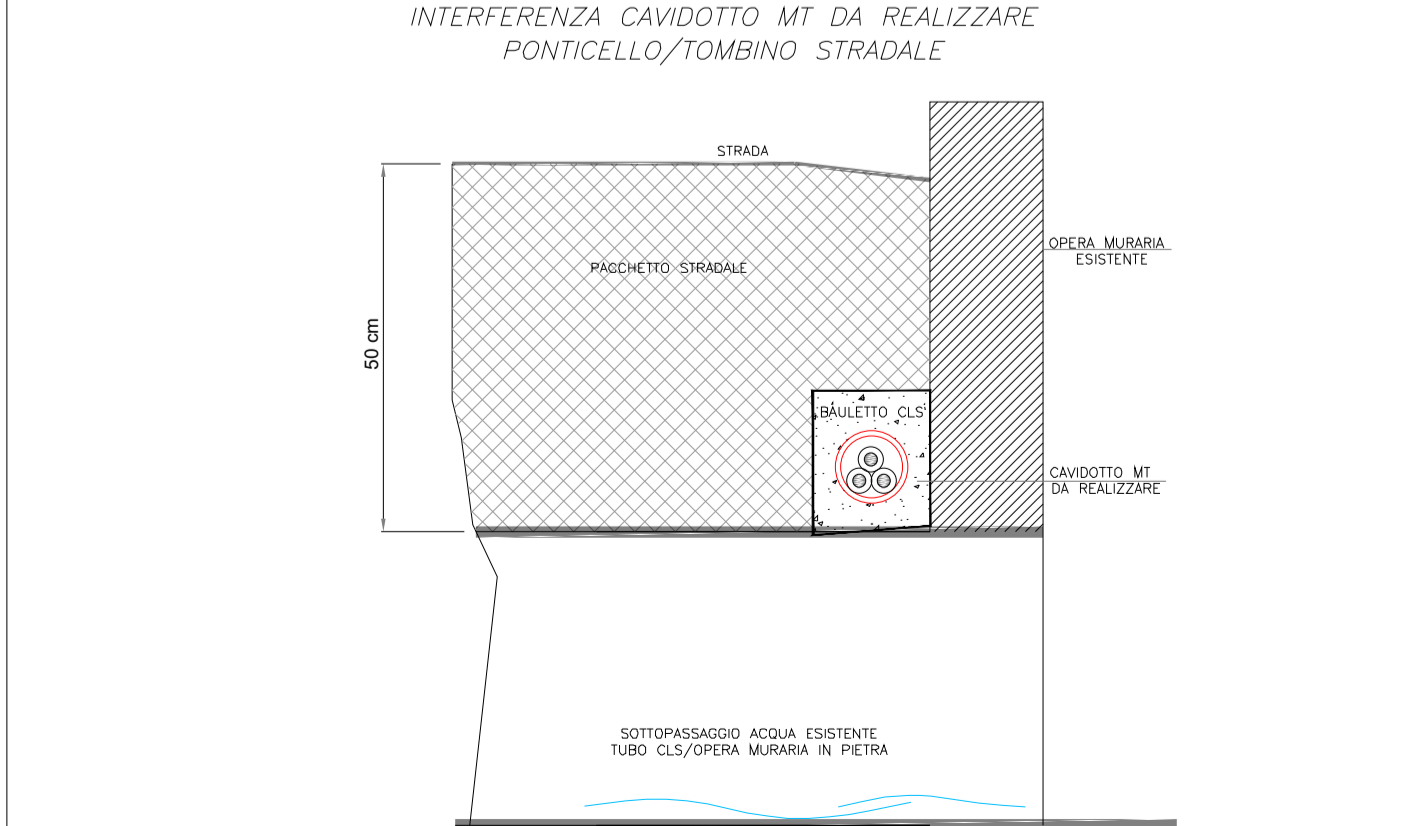 INTERFERENZA CAVIDOTTO MT DA REALIZZARE
PONTICELLO/TOMBINO STRADALE
STRADA
PACCHETTO STRADALE
50 cm
OPERA MURARIA
ESISTENTE
BAULETTO CLS
CAVIDOTTO MT
DA REALIZZARE
SOTTOPASSAGGIO ACQUA ESISTENTE
TUBO CLS/OPERA MURARIA IN PIETRA